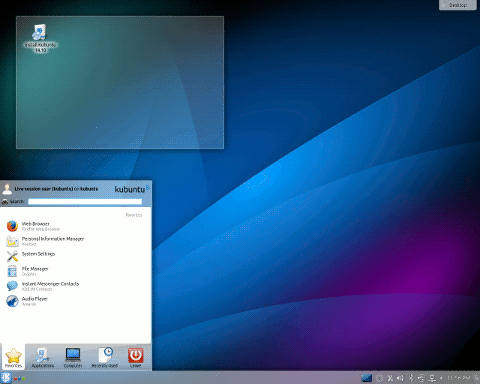 Desktop
Install Kubuntu
14.10
Live session user (kubuntu) on kubuntu
kubuntu
Search:
Favorites
Web Browser
Firefox Web Browser
Personal Information Manager
Kontact
System Settings
File Manager
Dolphin
Instant Messenger Contacts
KDE IM Contacts
Audio Player
Amarok
Favorites
Applications
Computer
Recently Used
Leave